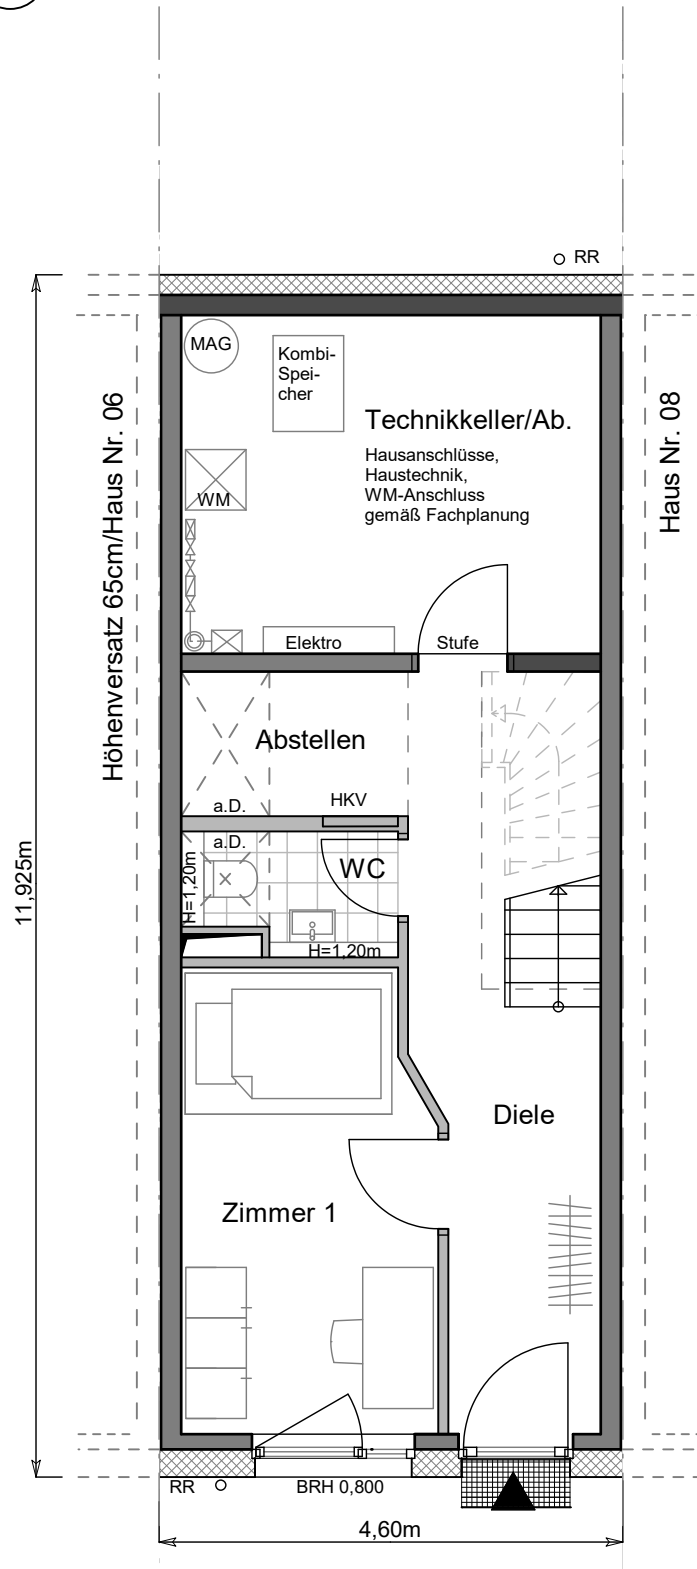 RR
MAG
Kombi-
Spei-
cher
Technikkeller/Ab.
Hausanschlüsse,
Haustechnik,
WM-Anschluss
gemäß Fachplanung
WM
Höhenversatz 65cm/Haus Nr. 06
Haus Nr. 08
Elektro
Stufe
Abstellen
a.D.
HKV
a.D.
WC
H=1,20m
H=1,20m
11,925m
Diele
Zimmer 1
RR
BRH 0,800
4,60m